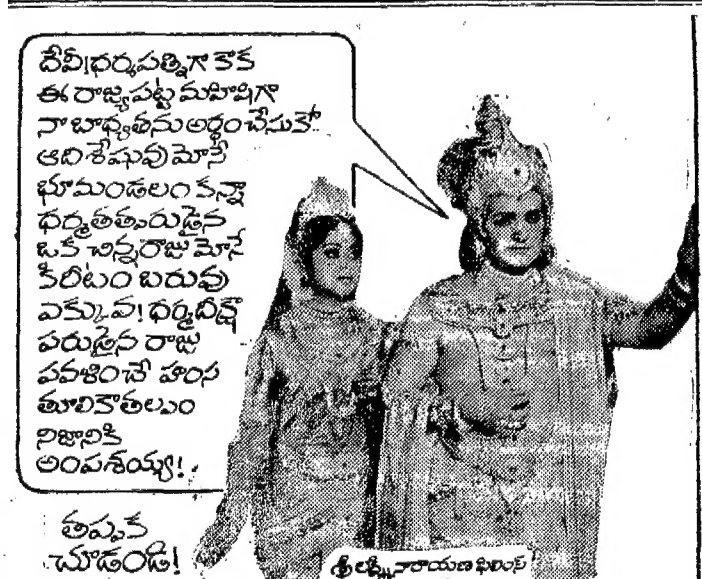 దేవీ!ధర్మపత్నిగా కాక
ఈ రాజ్యపట్టమహిషిగా
నా బాధ్యతను అర్థంచేసుకో..
ఆదిశేషువు మోసే
భూమండలం కన్నా
ధర్మతత్పరుడైన
ఒక చిన్నరాజు మోసే
కిరీటం బరువు
ఎక్కువ! ధర్మదీక్షా
పరుడైన రాజు
పవళించే హంస
తూలికాతల్పం
నిజానికి
అంపశయ్య!
తప్పక
చూడండి!
శ్రీ లక్ష్మీనారాయణ ఫిలింస్